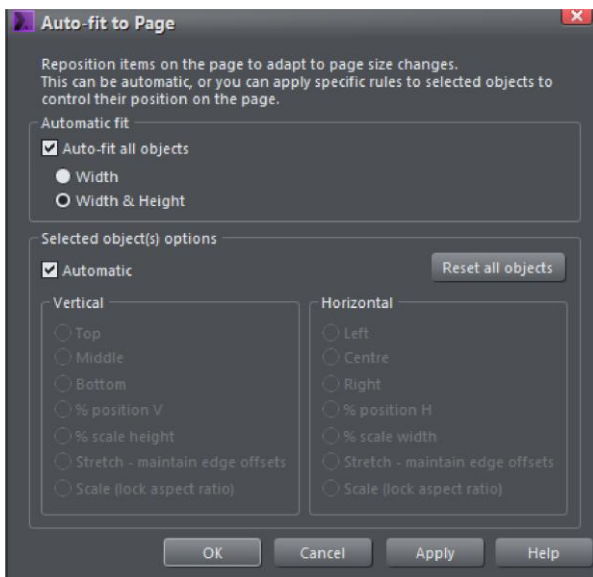 Auto-fit to Page
Reposition items on the page to adapt to page size changes.
This can be automatic, or you can apply specific rules to selected objects to
control their position on the page.
Automatic fit
Auto-fit all objects
Width
Width & Height
Selected object(s) options
Automatic
Reset all objects
Vertical
Top
Middle
Bottom
% position V
% scale height
Stretch - maintain edge offsets
Scale (lock aspect ratio)
Horizontal
Left
Centre
Right
% position H
% scale width
Stretch - maintain edge offsets
Scale (lock aspect ratio)
OK
Cancel
Apply
Help